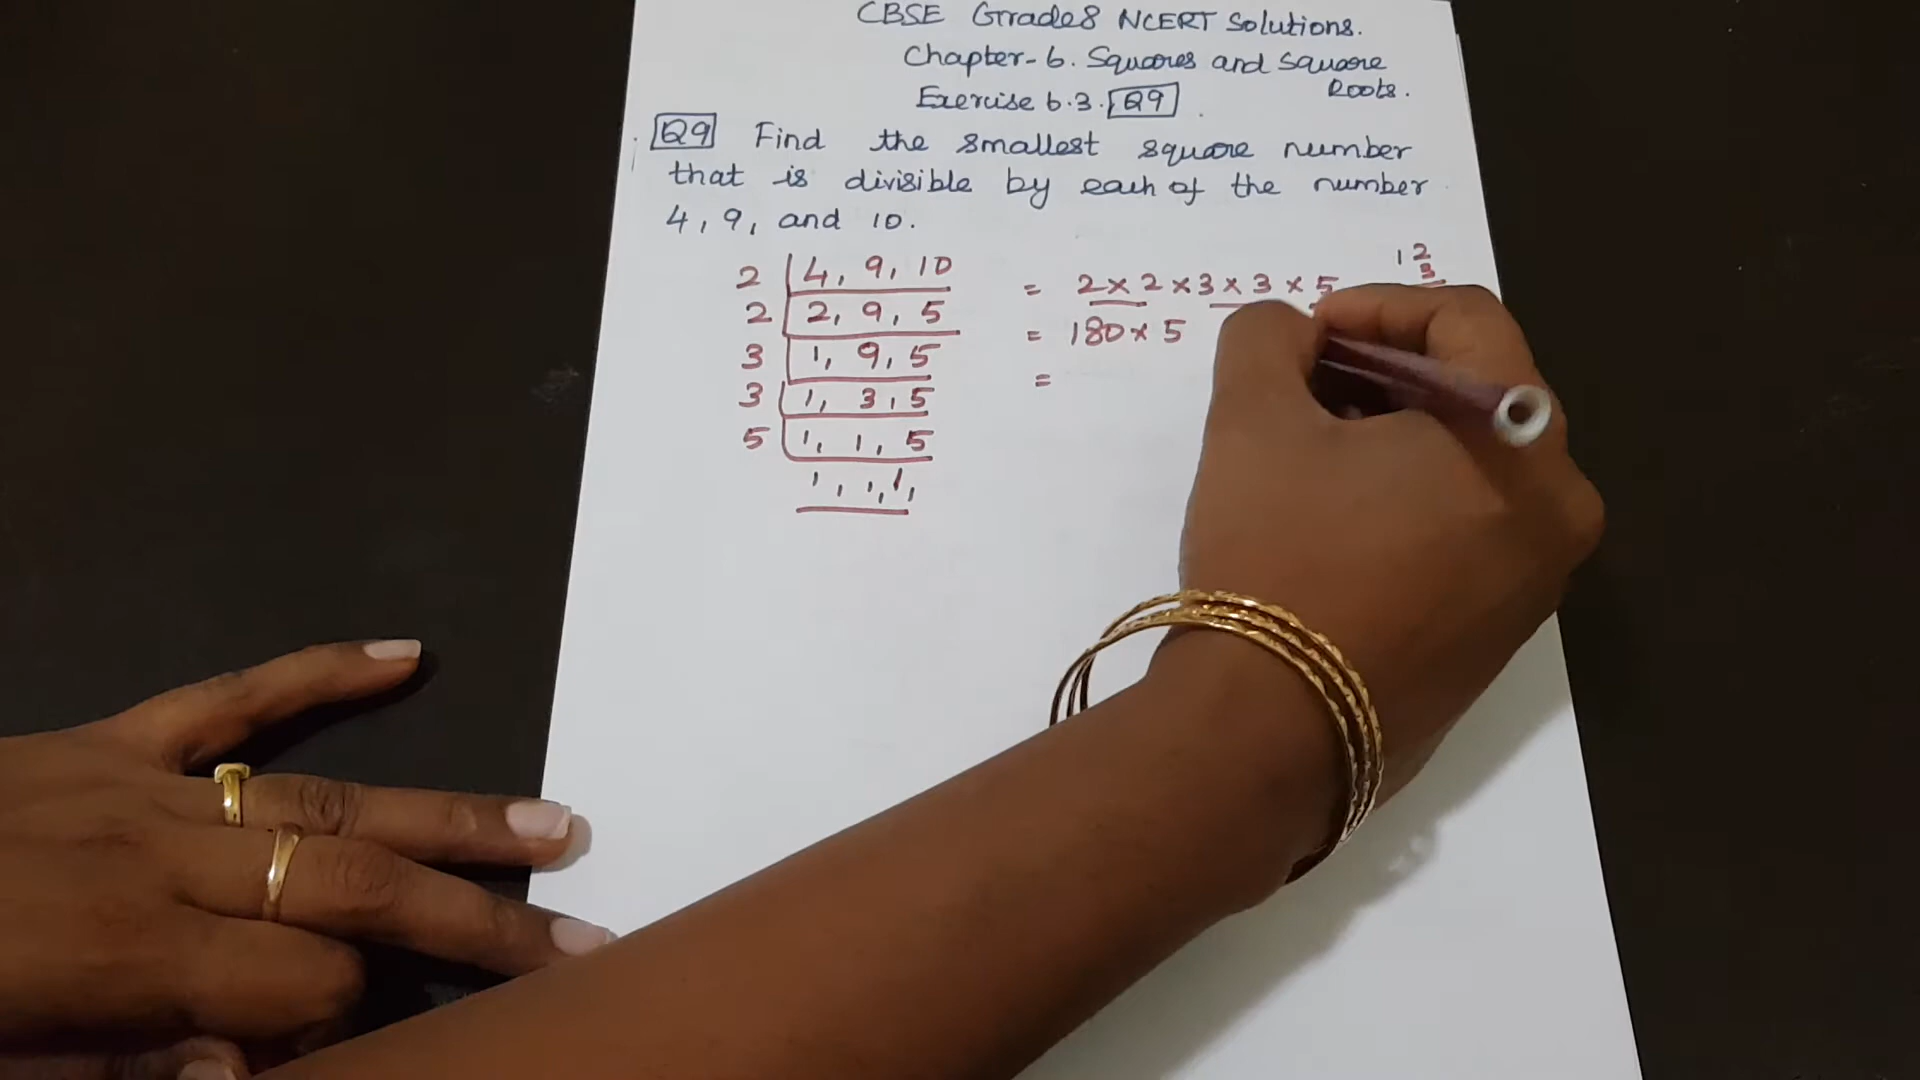 CBSE Grade8 NCERT Solutions.
Chapter-6. Squares and Square
Roots.
Exercise 6.3. Q9
Q9 Find the smallest square number
that is divisible by each of the number
4, 9, and 10.
2 | 4, 9, 10
2 | 2, 9, 5
3 | 1, 9, 5
3 | 1, 3, 5
5 | 1, 1, 5
1, 1, 1,
= 2 × 2 × 3 × 3 × 5
= 180 × 5
=
12
3